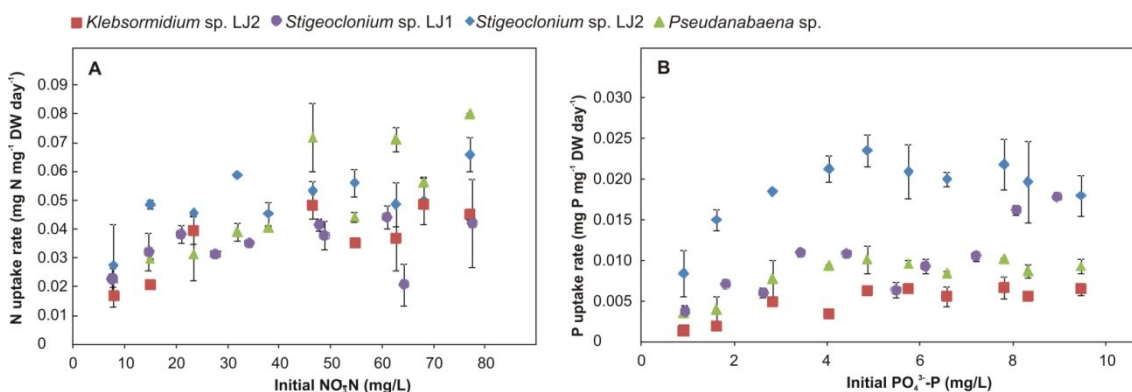 Klebsormidium sp. LJ2 Stigeoclonium sp. LJ1 Stigeoclonium sp. LJ2 Pseudanabaena sp.
A
N uptake rate (mg N mg⁻¹ DW day⁻¹)
0.09
0.08
0.07
0.06
0.05
0.04
0.03
0.02
0.01
0
0 10 20 30 40 50 60 70 80
Initial NO₃⁻N (mg/L)
B
P uptake rate (mg P mg⁻¹ DW day⁻¹)
0.030
0.025
0.020
0.015
0.010
0.005
0.000
0 2 4 6 8 10
Initial PO₄³⁻-P (mg/L)